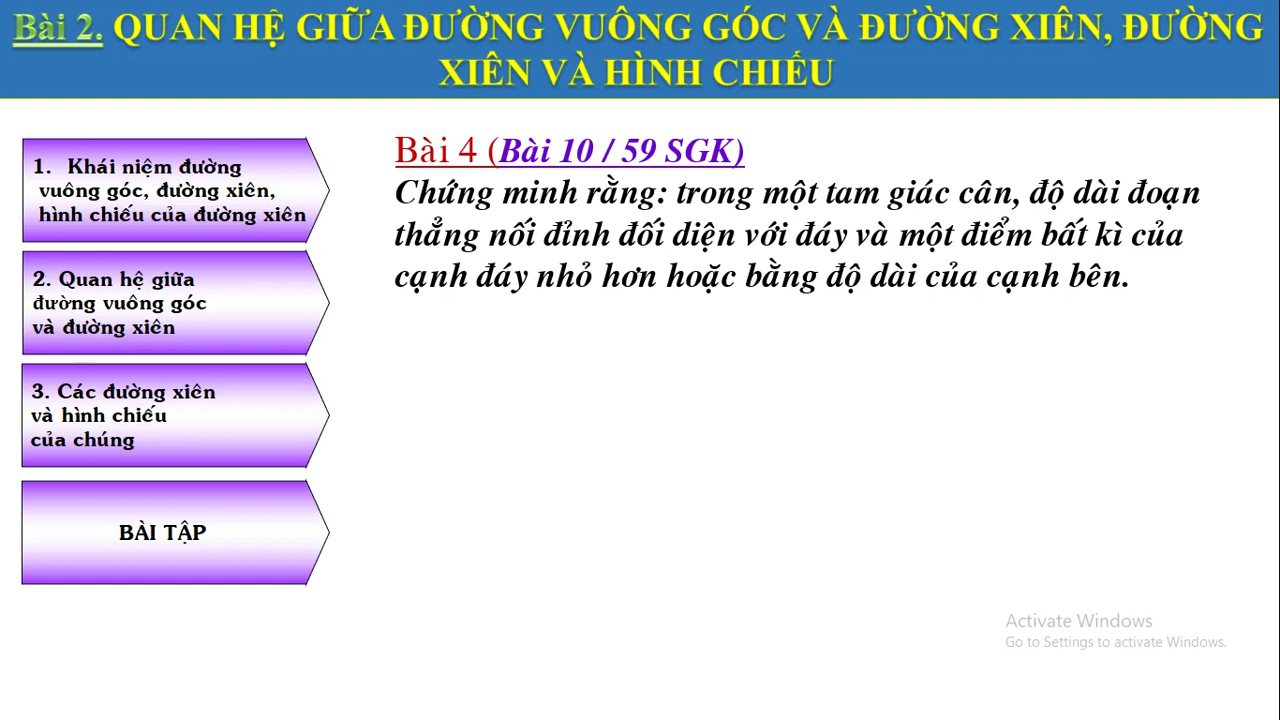 Bài 2. QUAN HỆ GIỮA ĐƯỜNG VUÔNG GÓC VÀ ĐƯỜNG XIÊN, ĐƯỜNG
XIÊN VÀ HÌNH CHIẾU
1. Khái niệm đường
vuông góc, đường xiên,
hình chiếu của đường xiên
2. Quan hệ giữa
đường vuông góc
và đường xiên
3. Các đường xiên
và hình chiếu
của chúng
BÀI TẬP
Bài 4 (Bài 10 / 59 SGK)
Chứng minh rằng: trong một tam giác cân, độ dài đoạn
thẳng nối đỉnh đối diện với đáy và một điểm bất kì của
cạnh đáy nhỏ hơn hoặc bằng độ dài của cạnh bên.
Activate Windows
Go to Settings to activate Windows.